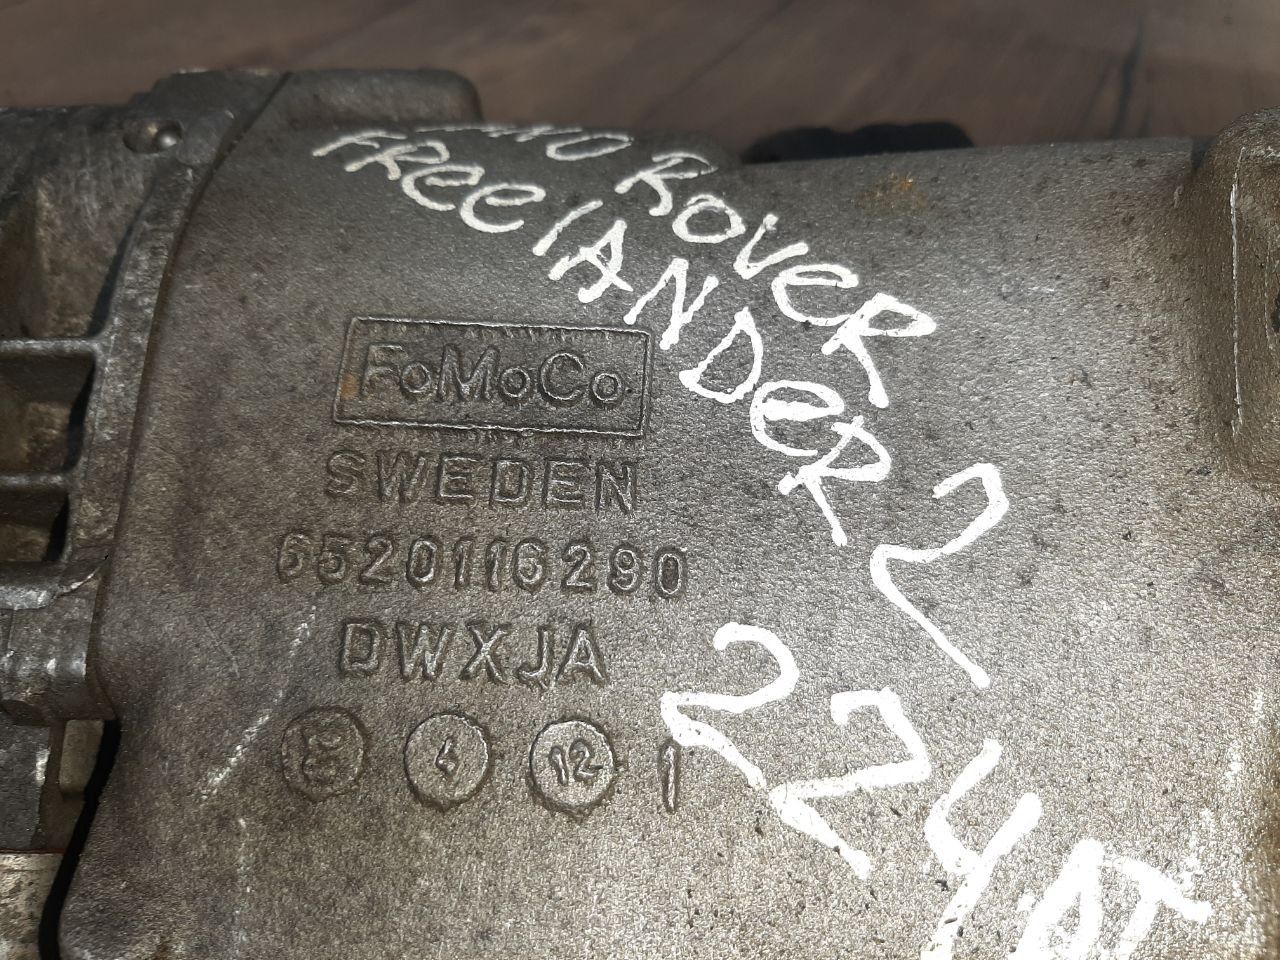 ROVER
FREElANDER 2
FoMoCo
SWEDEN
6520116290
DWXJA
4 12 1